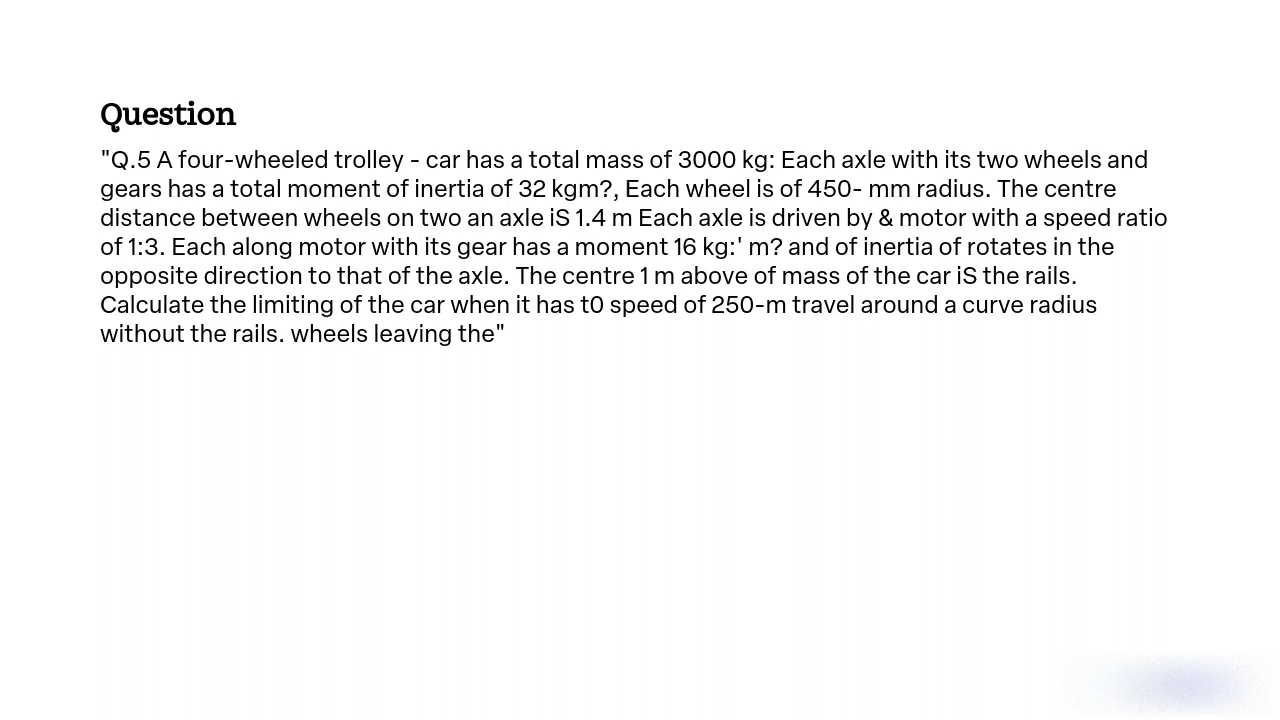 Question
"Q.5 A four-wheeled trolley - car has a total mass of 3000 kg: Each axle with its two wheels and
gears has a total moment of inertia of 32 kgm?, Each wheel is of 450- mm radius. The centre
distance between wheels on two an axle iS 1.4 m Each axle is driven by & motor with a speed ratio
of 1:3. Each along motor with its gear has a moment 16 kg:' m? and of inertia of rotates in the
opposite direction to that of the axle. The centre 1 m above of mass of the car iS the rails.
Calculate the limiting of the car when it has t0 speed of 250-m travel around a curve radius
without the rails. wheels leaving the"